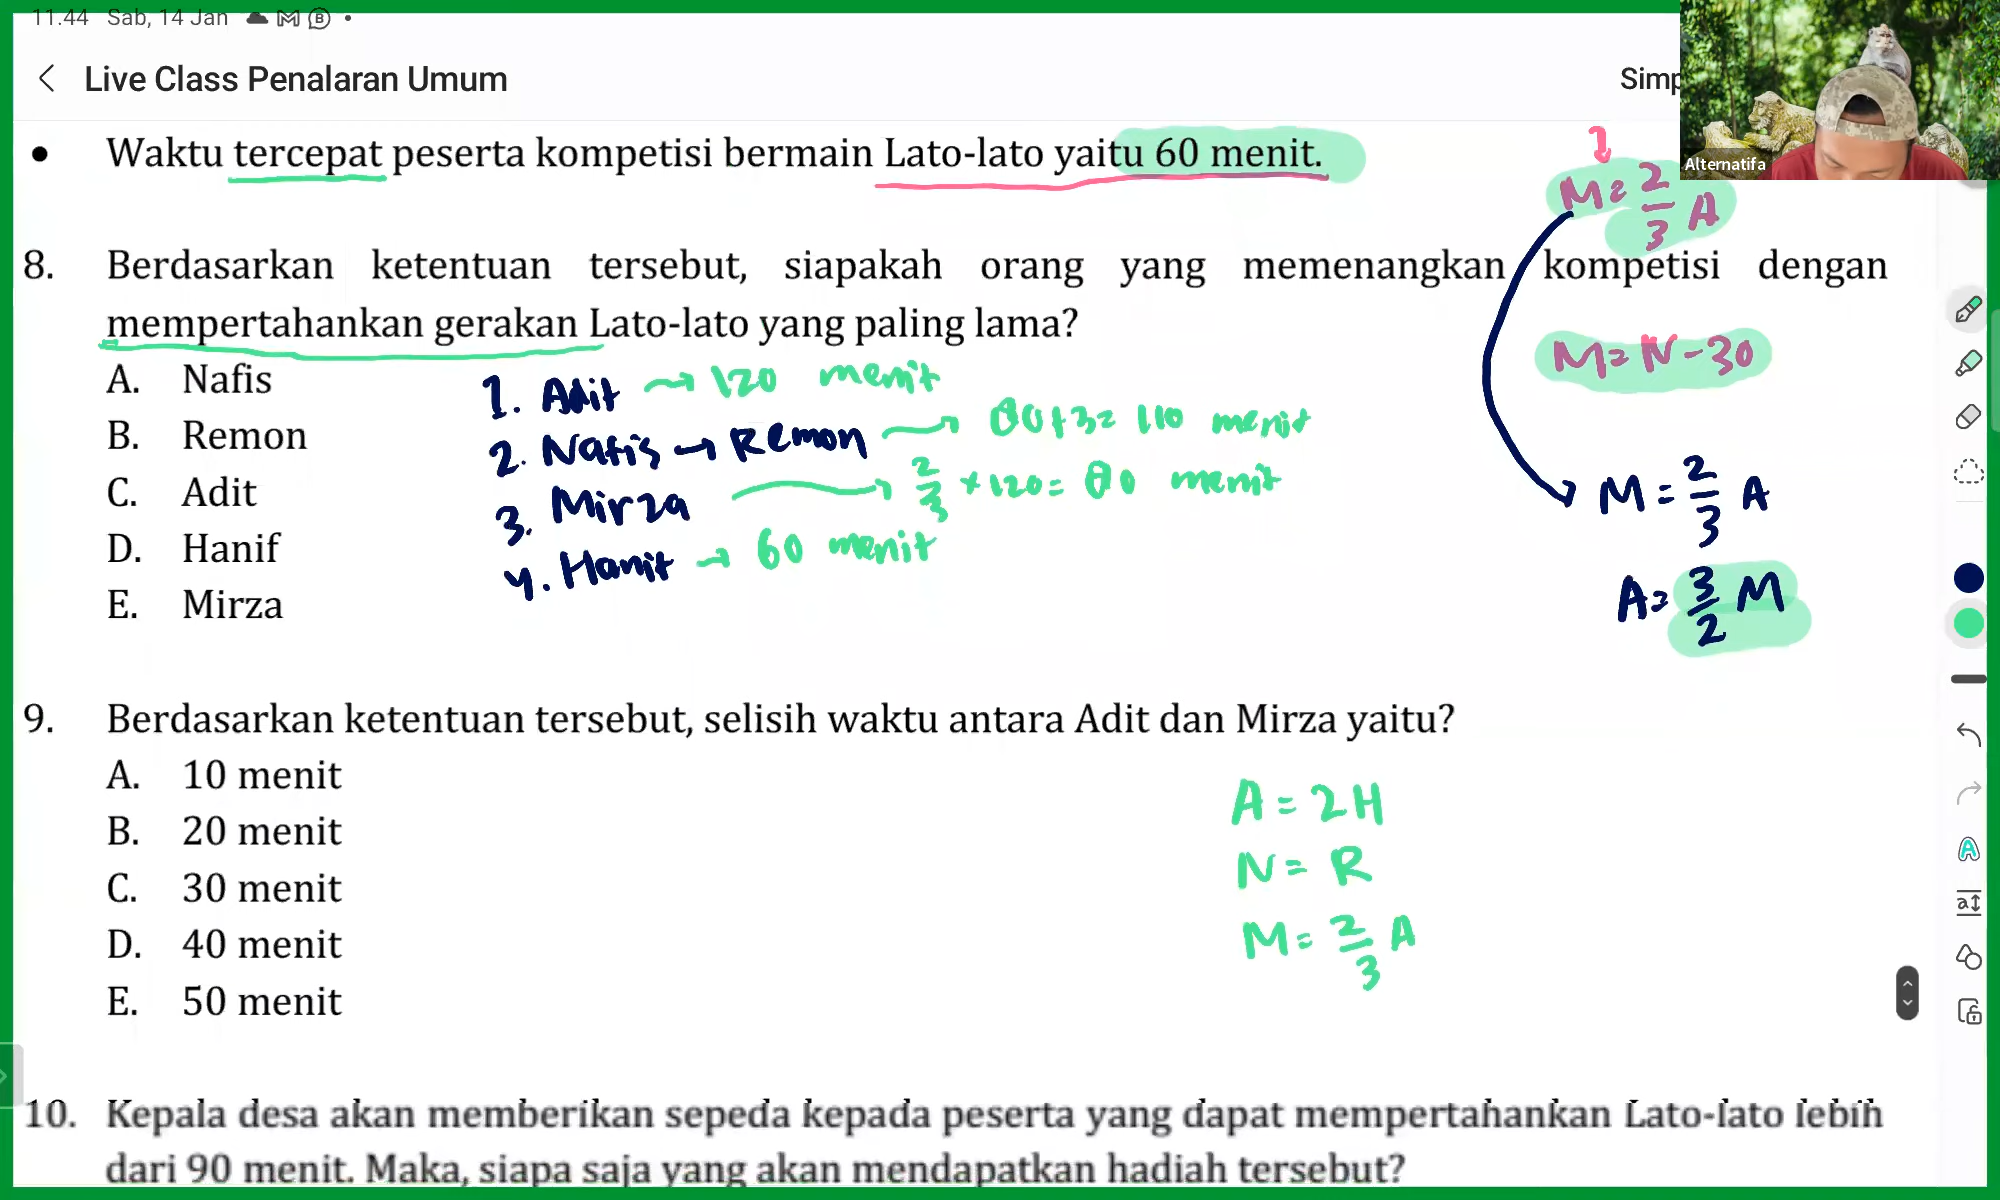 11.44 Sab, 14 Jan
Live Class Penalaran Umum
Simp
Alternatifa
• Waktu tercepat peserta kompetisi bermain Lato-lato yaitu 60 menit.
M = 2/3 A
8. Berdasarkan ketentuan tersebut, siapakah orang yang memenangkan kompetisi dengan
mempertahankan gerakan Lato-lato yang paling lama?
M = N - 30
A. Nafis
B. Remon
C. Adit
D. Hanif
E. Mirza
1. Adit → 120 menit
2. Nafis → Remon → 80+3= 110 menit
3. Mirza → 2/3 × 120 = 80 menit
4. Hanif → 60 menit
M = 2/3 A
A = 3/2 M
9. Berdasarkan ketentuan tersebut, selisih waktu antara Adit dan Mirza yaitu?
A. 10 menit
B. 20 menit
C. 30 menit
D. 40 menit
E. 50 menit
A = 2H
N = R
M = 2/3 A
10. Kepala desa akan memberikan sepeda kepada peserta yang dapat mempertahankan Lato-lato lebih
dari 90 menit. Maka, siapa saja yang akan mendapatkan hadiah tersebut?